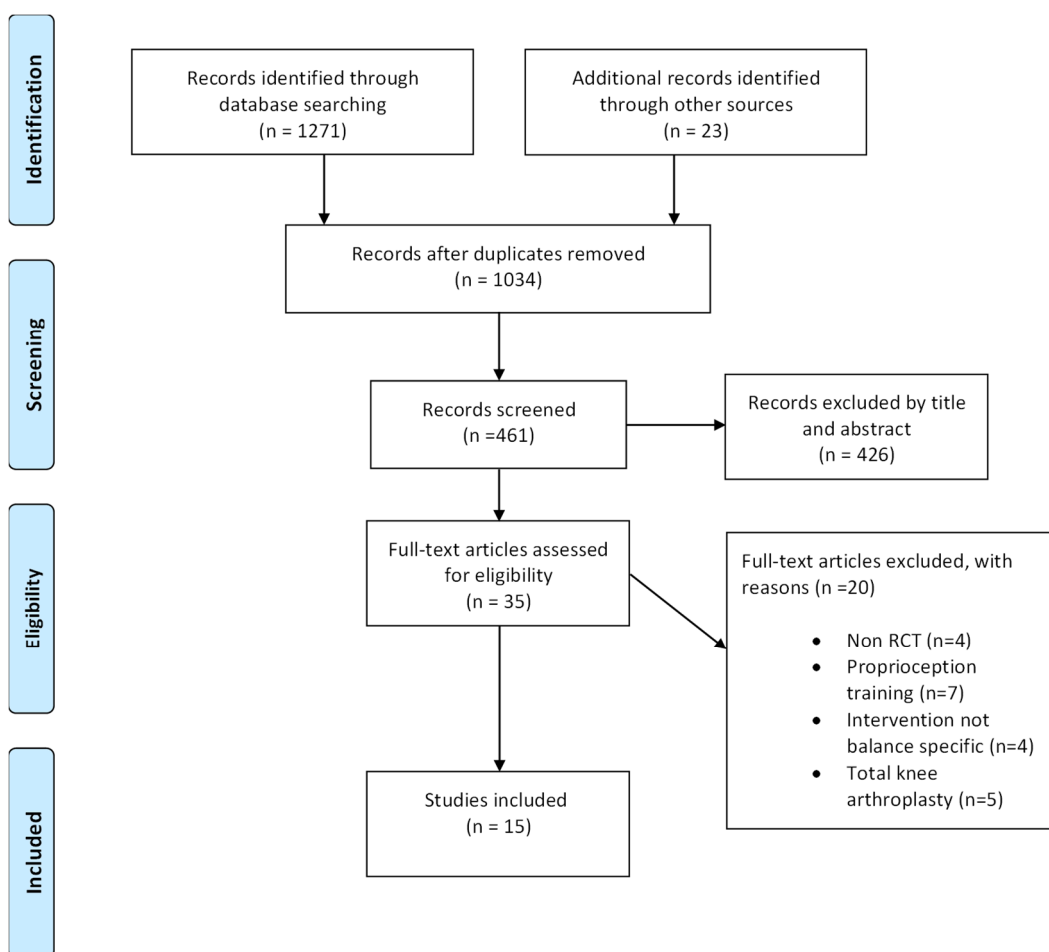 Identification
Records identified through
database searching
(n = 1271)
Additional records identified
through other sources
(n = 23)
Records after duplicates removed
(n = 1034)
Screening
Records screened
(n =461)
Records excluded by title
and abstract
(n = 426)
Eligibility
Full-text articles assessed
for eligibility
(n = 35)
Full-text articles excluded, with
reasons (n =20)
• Non RCT (n=4)
• Proprioception
training (n=7)
• Intervention not
balance specific (n=4)
• Total knee
arthroplasty (n=5)
Included
Studies included
(n = 15)